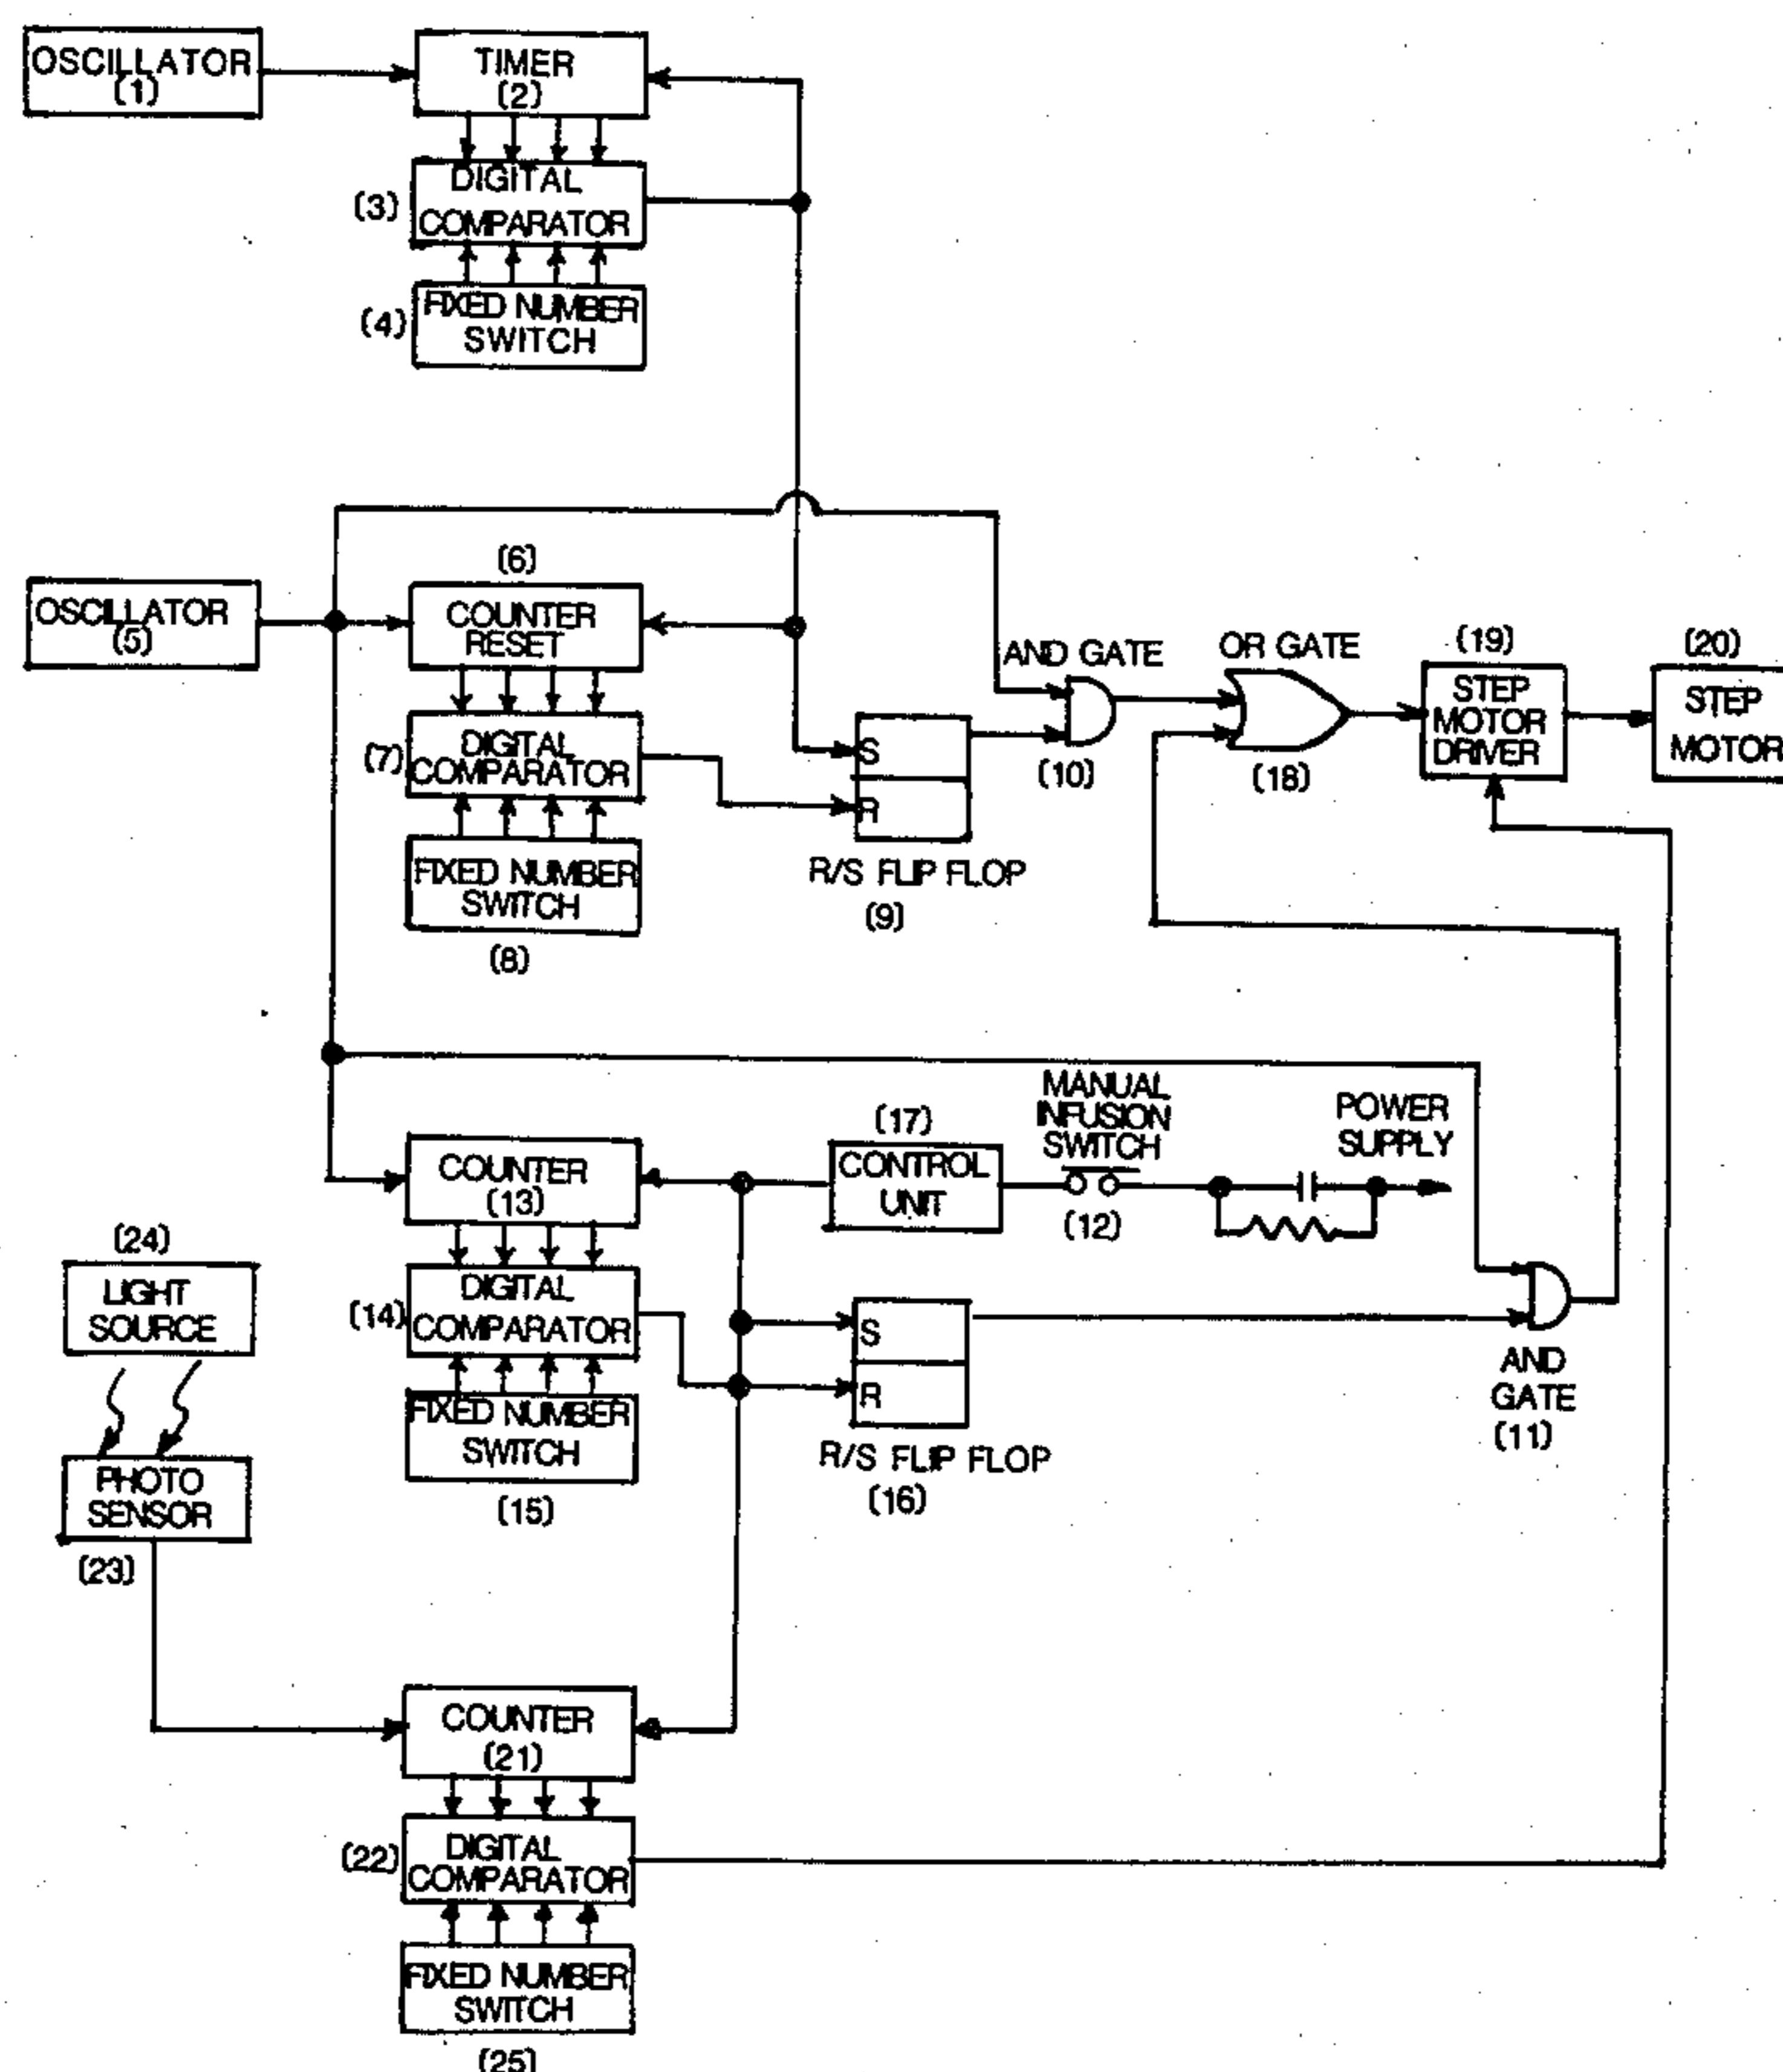 OSCILLATOR
(1)
TIMER
(2)
(3)
DIGITAL
COMPARATOR
(4)
FIXED NUMBER
SWITCH
OSCILLATOR
(5)
(6)
COUNTER
RESET
(7)
DIGITAL
COMPARATOR
FIXED NUMBER
SWITCH
(8)
S
R
R/S FLIP FLOP
(9)
AND GATE
(10)
OR GATE
(18)
(19)
STEP
MOTOR
DRIVER
(20)
STEP
MOTOR
COUNTER
(13)
(17)
CONTROL
UNIT
MANUAL
INFUSION
SWITCH
(12)
POWER
SUPPLY
(24)
LIGHT
SOURCE
(14)
DIGITAL
COMPARATOR
FIXED NUMBER
SWITCH
(15)
S
R
R/S FLIP FLOP
(16)
AND
GATE
(11)
PHOTO
SENSOR
(23)
COUNTER
(21)
(22)
DIGITAL
COMPARATOR
FIXED NUMBER
SWITCH
(25)